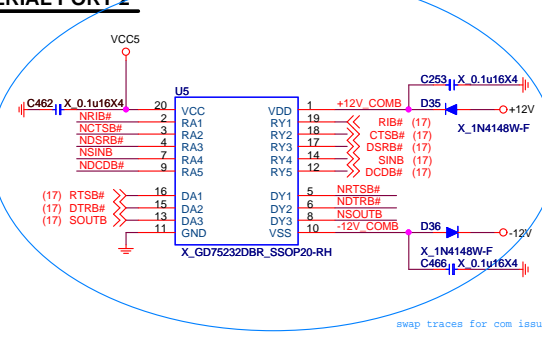 ERIAL PORT 2
VCC5
C253 X_0.1u16X4
C462 X_0.1u16X4
U5
+12V_COMB D35 +12V
X_1N4148W-F
20 VCC VDD 1
NRIB# 2 RA1 RY1 19 RIB# (17)
NCTSB# 3 RA2 RY2 18 CTSB# (17)
NDSRB# 4 RA3 RY3 17 DSRB# (17)
NSINB 7 RA4 RY4 14 SINB (17)
NDCDB# 9 RA5 RY5 12 DCDB# (17)
(17) RTSB# 16 DA1 DY1 5 NRTSB#
(17) DTRB# 15 DA2 DY2 6 NDTRB#
(17) SOUTB 13 DA3 DY3 8 NSOUTB
11 GND VSS 10 -12V_COMB D36 -12V
X_GD75232DBR_SSOP20-RH
X_1N4148W-F
C466 X_0.1u16X4
swap traces for com issu